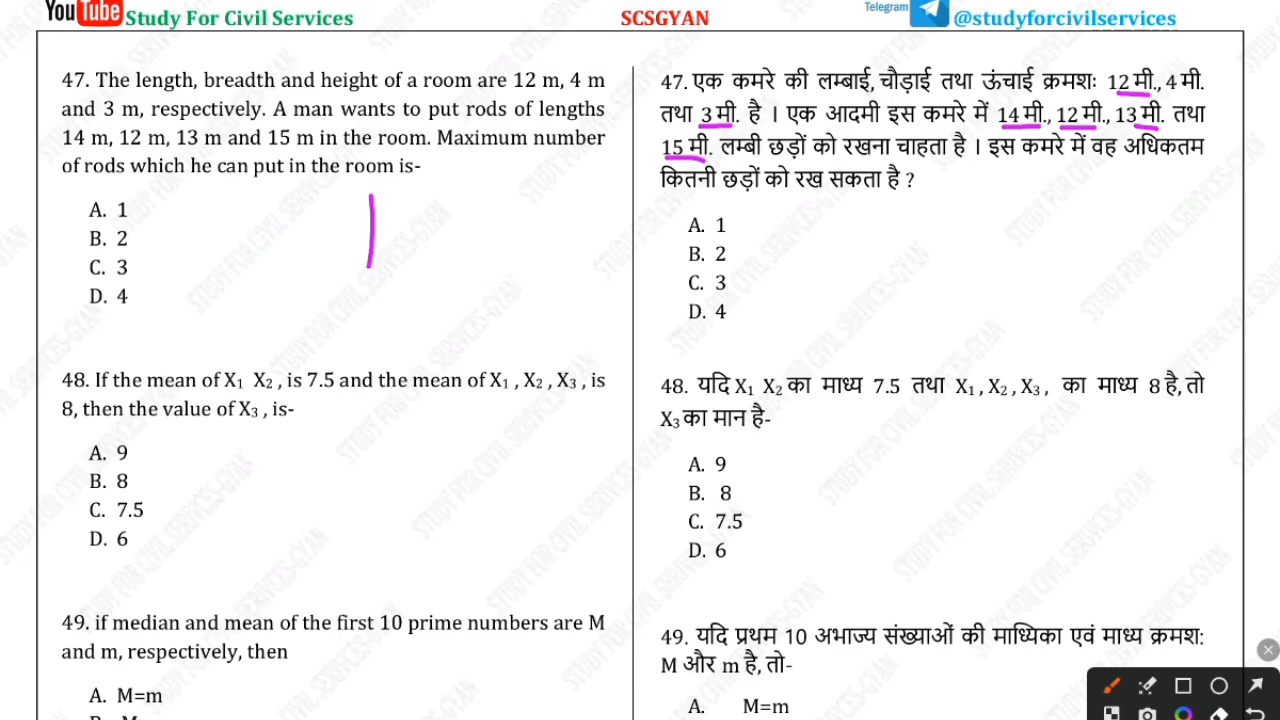 YouTube Study For Civil Services
SCSGYAN
Telegram @studyforcivilservices
47. The length, breadth and height of a room are 12 m, 4 m
and 3 m, respectively. A man wants to put rods of lengths
14 m, 12 m, 13 m and 15 m in the room. Maximum number
of rods which he can put in the room is-
A. 1
B. 2
C. 3
D. 4
48. If the mean of X₁ X₂ , is 7.5 and the mean of X₁ , X₂ , X₃ , is
8, then the value of X₃ , is-
A. 9
B. 8
C. 7.5
D. 6
49. if median and mean of the first 10 prime numbers are M
and m, respectively, then
A. M=m
47. एक कमरे की लम्बाई, चौड़ाई तथा ऊंचाई क्रमशः 12 मी., 4 मी.
तथा 3 मी. है । एक आदमी इस कमरे में 14 मी., 12 मी., 13 मी. तथा
15 मी. लम्बी छड़ों को रखना चाहता है । इस कमरे में वह अधिकतम
कितनी छड़ों को रख सकता है ?
A. 1
B. 2
C. 3
D. 4
48. यदि X₁ X₂ का माध्य 7.5 तथा X₁ , X₂ , X₃ , का माध्य 8 है, तो
X₃ का मान है-
A. 9
B. 8
C. 7.5
D. 6
49. यदि प्रथम 10 अभाज्य संख्याओं की माध्यिका एवं माध्य क्रमश:
M और m है, तो-
A. M=m